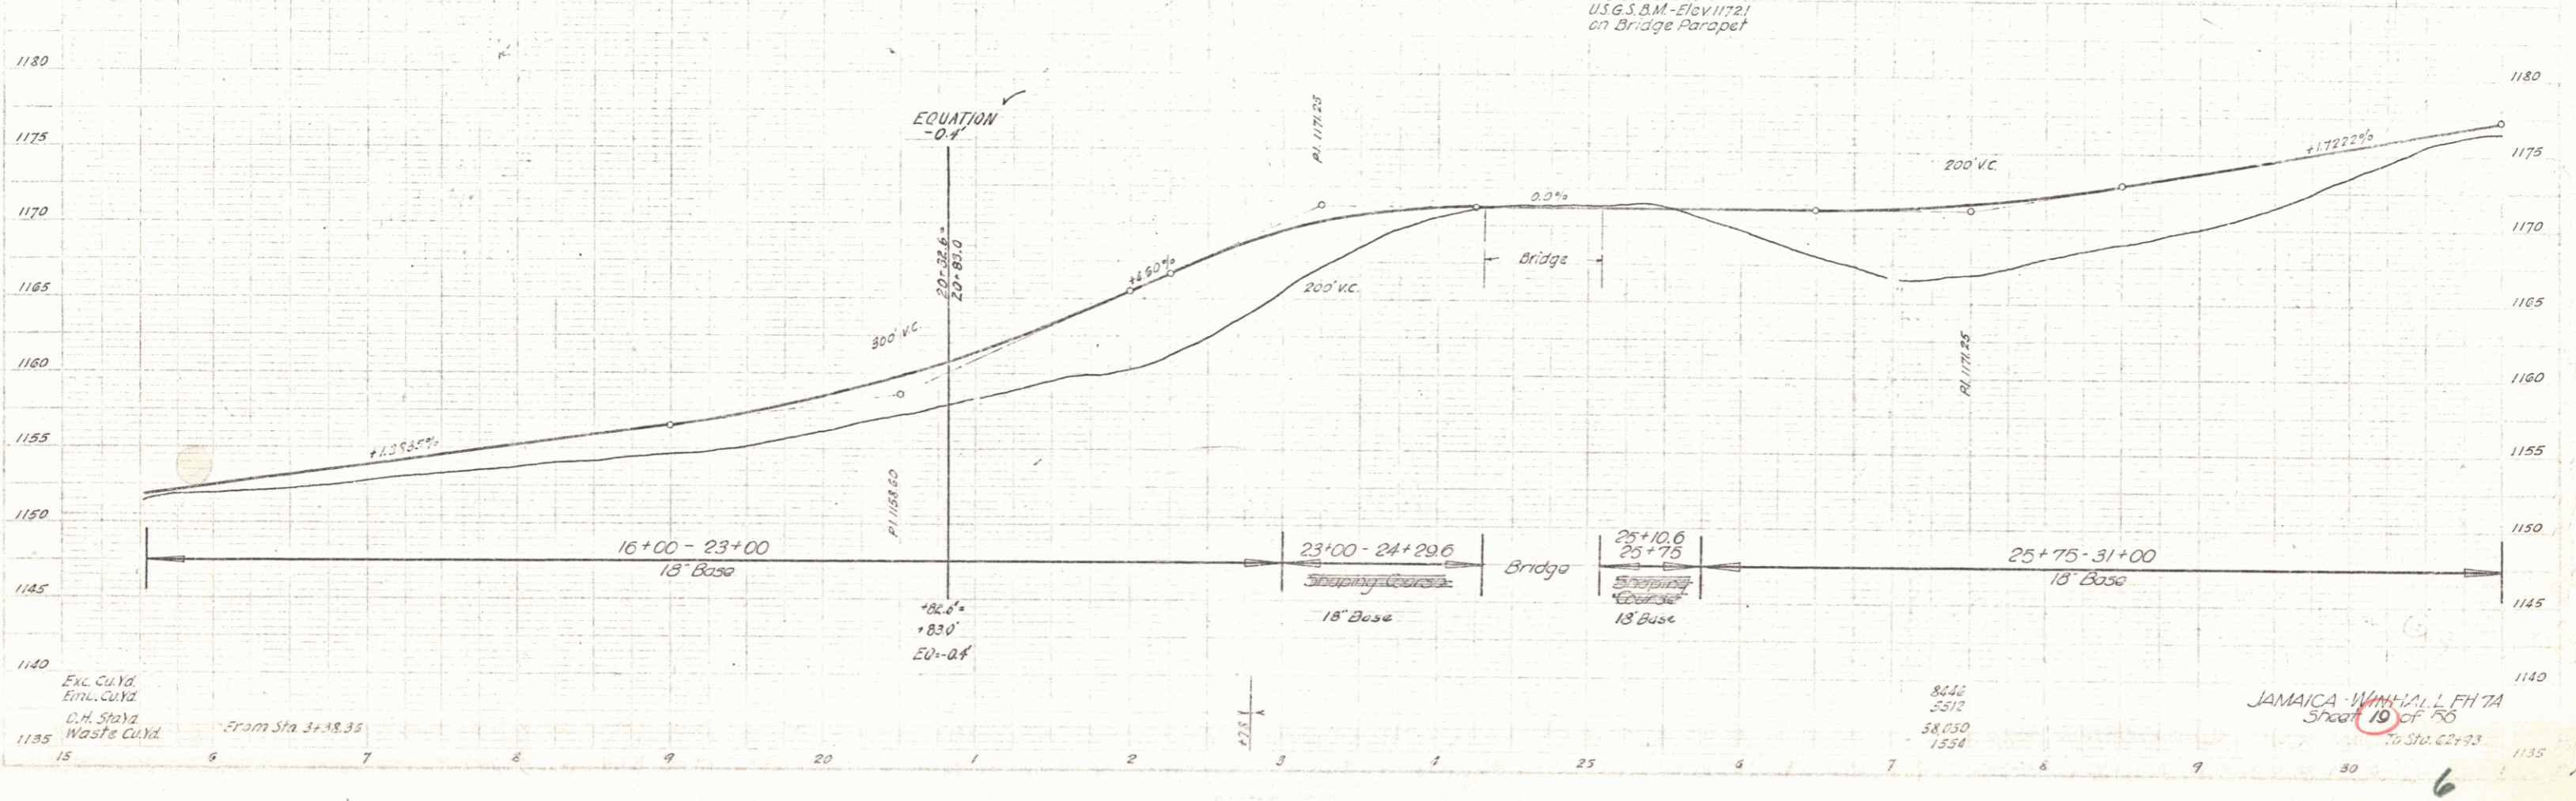 U.S.G.S. B.M.-Elev.1172.1
on Bridge Parapet
1180
1180
EQUATION
-0.4'
P.I. 1171.25
1175
1175
+1.7222%
200' V.C.
1170
0.0%
1170
20+82.6=
20+83.0
+4.60%
Bridge
1165
200' V.C.
1165
300' V.C.
P.I. 1171.25
1160
1160
1155
1155
P.I. 1158.60
1150
1150
16+00 - 23+00
18" Base
23+00 - 24+29.6
Shaping Course
18" Base
Bridge
25+10.6
25+75
Shaping
Course
18" Base
25+75-31+00
18" Base
1145
1145
+82.6'=
+83.0'
EQ=-0.4'
1140
1140
Exc. Cu.Yd.
Emb. Cu.Yd.
O.H. Sta.Yd.
Waste Cu.Yd.
From Sta. 3+38.35
+79
5512
58,050
1554
JAMAICA-WINHALL FH 7A
Sheet 19 of 56
To Sta. 62+93
1135
1135
15 6 7 8 9 20 1 2 3 4 25 6 7 8 9 30
6